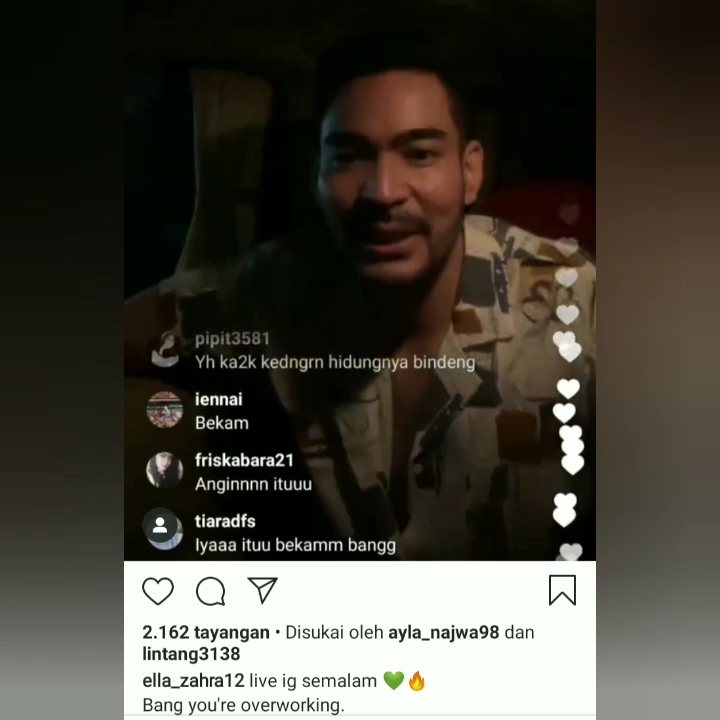 pipit3581
Yh ka2k kedngrn hidungnya bindeng
iennai
Bekam
friskabara21
Anginnnn ituuu
tiaradfs
Iyaaa ituu bekamm bangg
2.162 tayangan • Disukai oleh ayla_najwa98 dan
lintang3138
ella_zahra12 live ig semalam 💚🔥
Bang you're overworking.